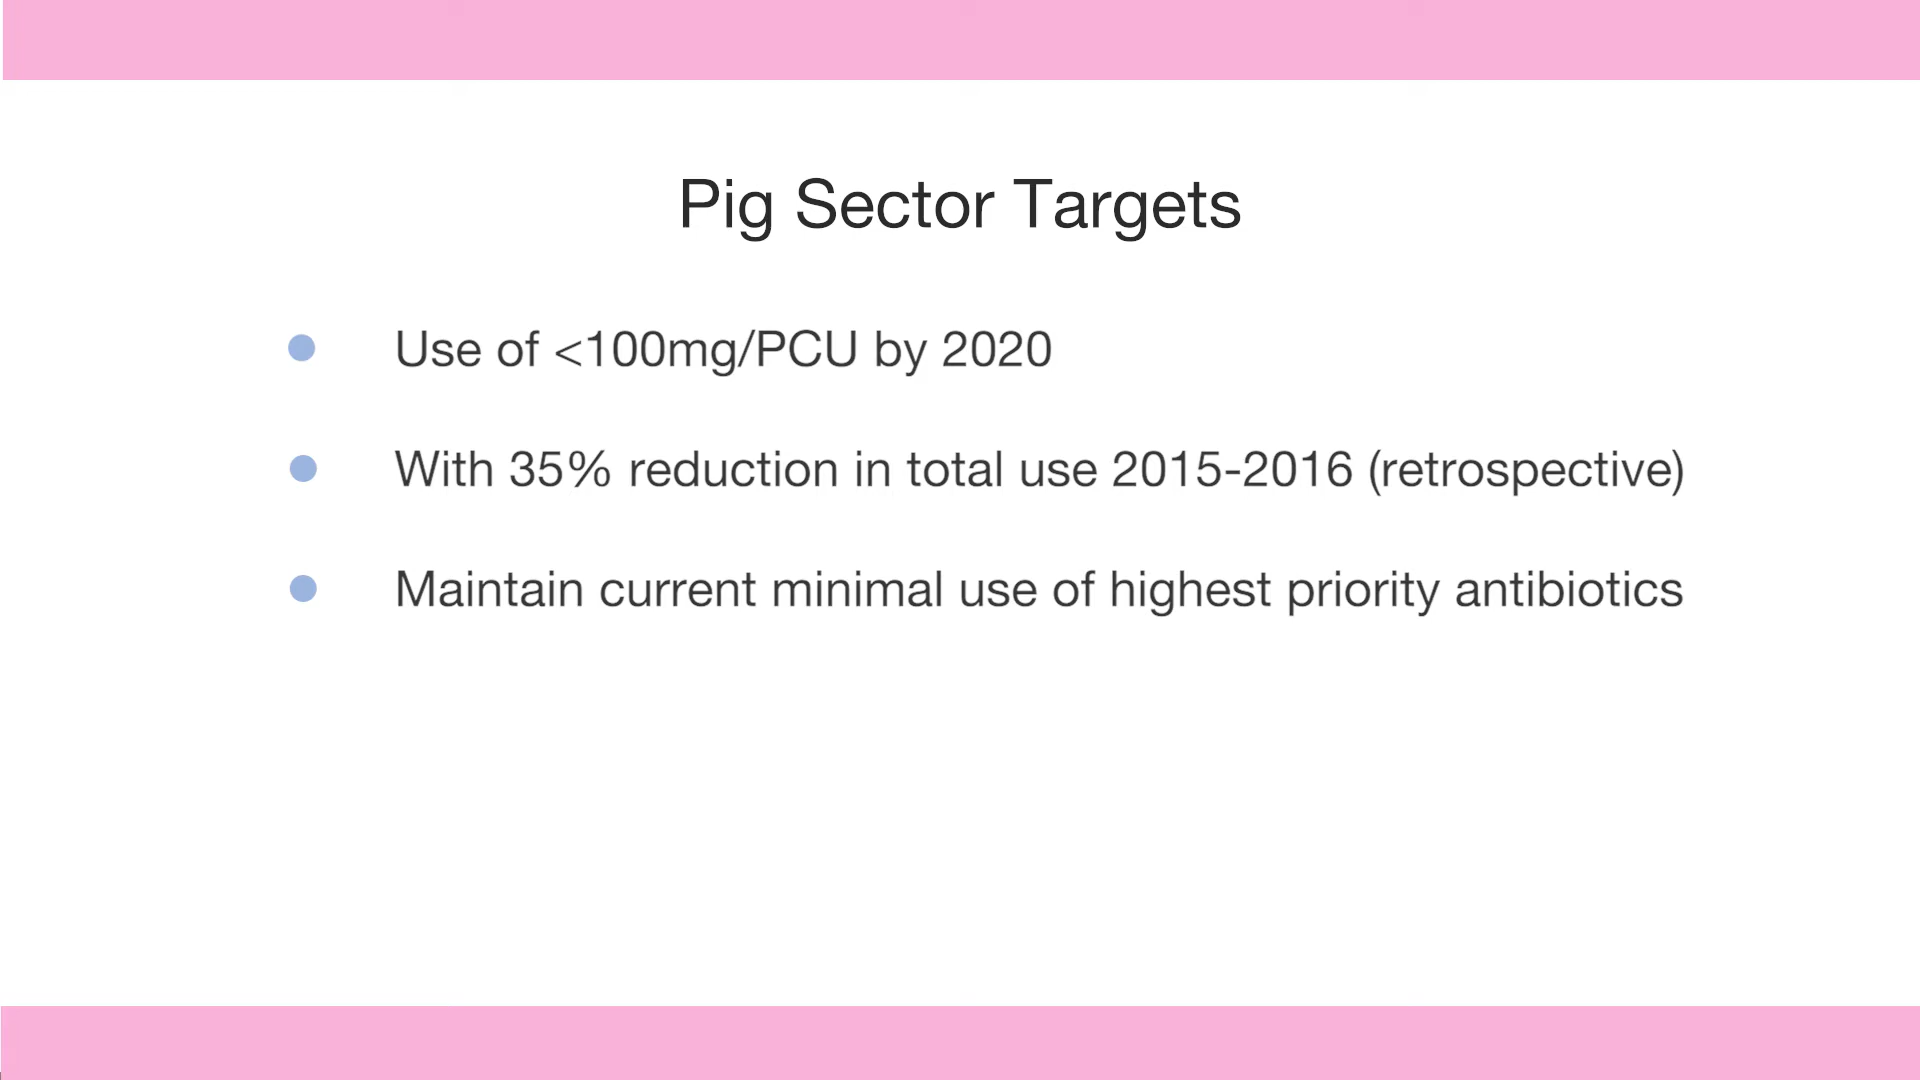 Pig Sector Targets
Use of <100mg/PCU by 2020
With 35% reduction in total use 2015-2016 (retrospective)
Maintain current minimal use of highest priority antibiotics